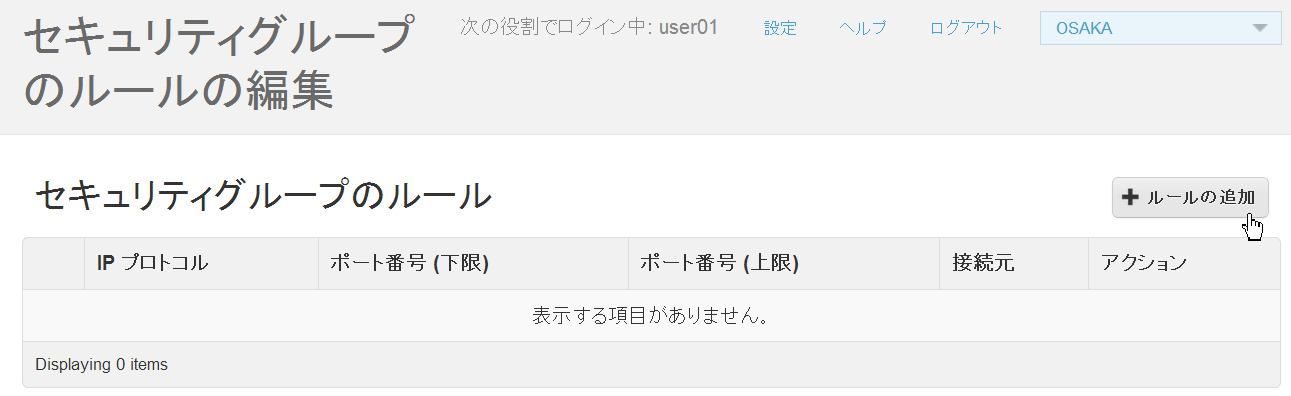 セキュリティグループ
のルールの編集
次の役割でログイン中: user01 設定 ヘルプ ログアウト OSAKA
セキュリティグループのルール
ルールの追加
IP プロトコル ポート番号 (下限) ポート番号 (上限) 接続元 アクション
表示する項目がありません。
Displaying 0 items